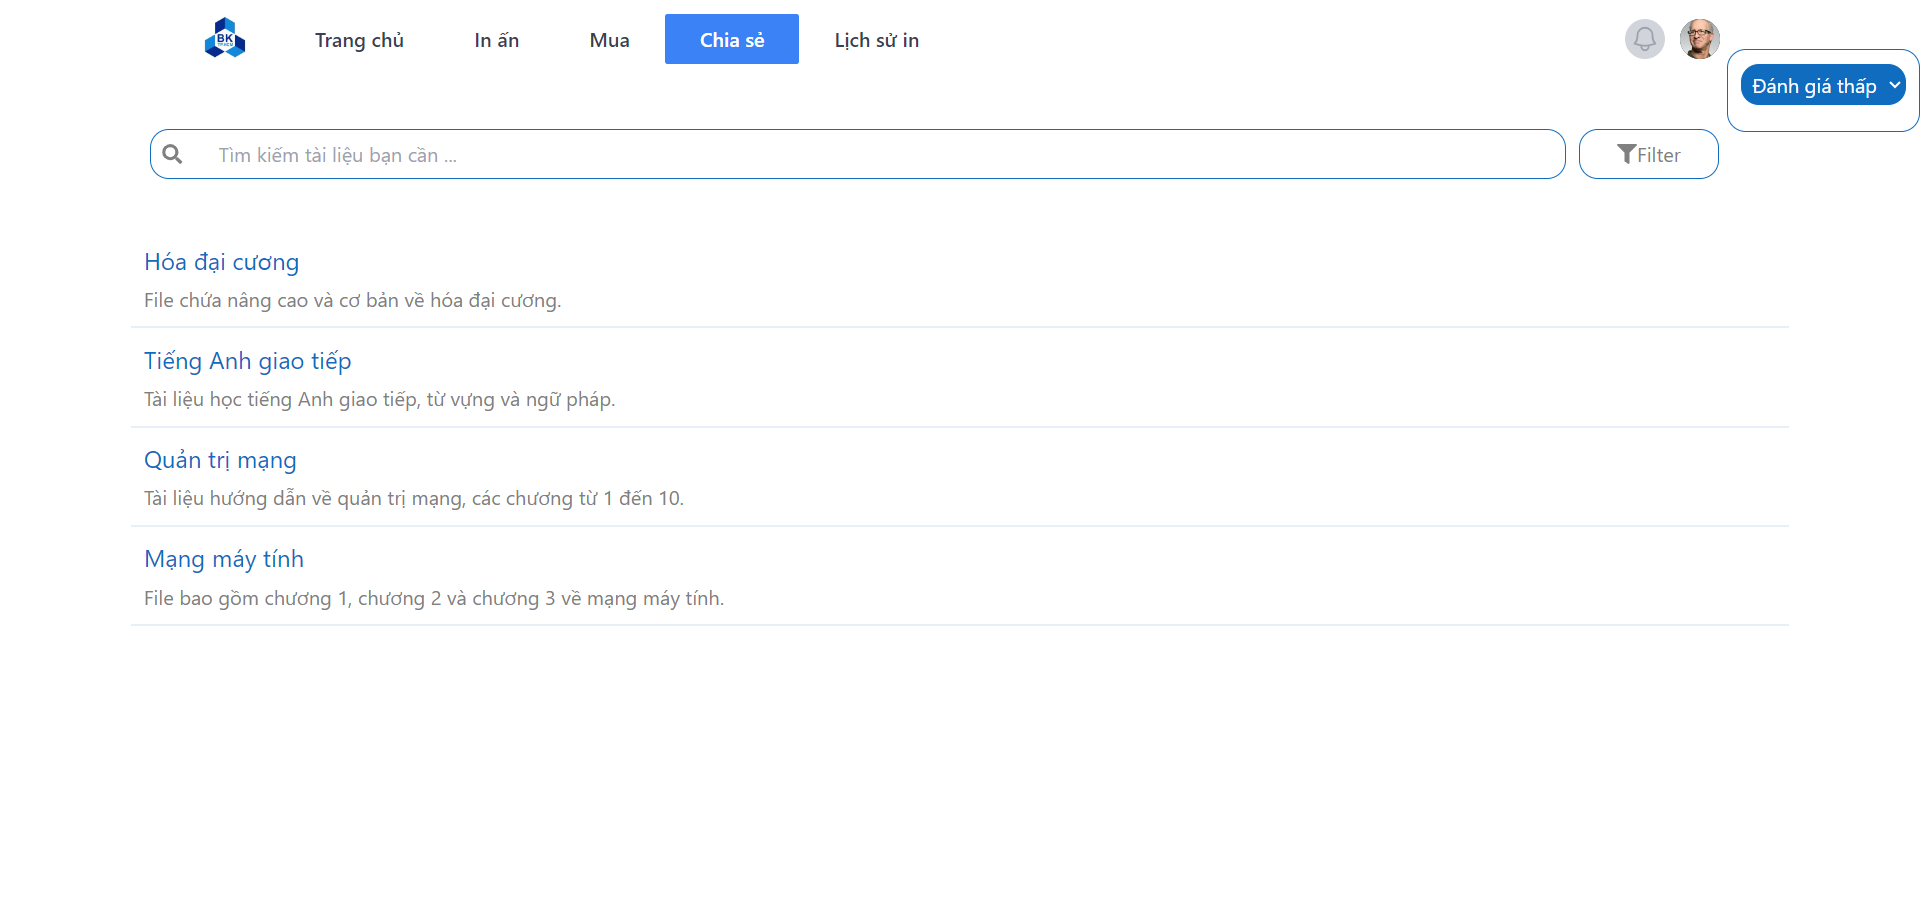 BK
TP.HCM
Trang chủ
In ấn
Mua
Chia sẻ
Lịch sử in
Đánh giá thấp
Tìm kiếm tài liệu bạn cần ...
Filter
Hóa đại cương
File chứa nâng cao và cơ bản về hóa đại cương.
Tiếng Anh giao tiếp
Tài liệu học tiếng Anh giao tiếp, từ vựng và ngữ pháp.
Quản trị mạng
Tài liệu hướng dẫn về quản trị mạng, các chương từ 1 đến 10.
Mạng máy tính
File bao gồm chương 1, chương 2 và chương 3 về mạng máy tính.